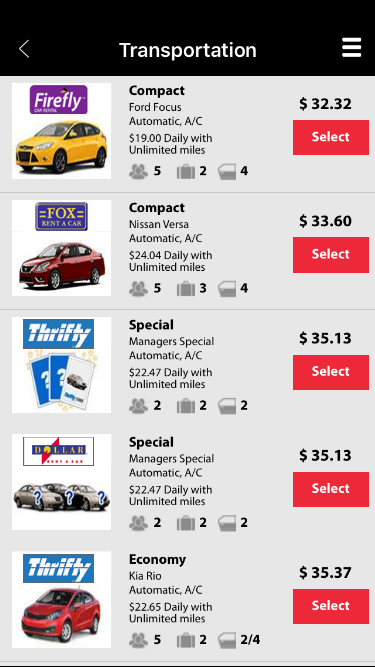 Transportation
Firefly
CAR RENTAL
Compact
Ford Focus
Automatic, A/C
$19.00 Daily with
Unlimited miles
5 2 4
$ 32.32
Select
FOX
RENT A CAR
Compact
Nissan Versa
Automatic, A/C
$24.04 Daily with
Unlimited miles
5 3 4
$ 33.60
Select
Thrifty
Thrifty
Special
Managers Special
Automatic, A/C
$22.47 Daily with
Unlimited miles
2 2 2
$ 35.13
Select
DOLLAR
RENT A CAR
? ? ?
Special
Managers Special
Automatic, A/C
$22.47 Daily with
Unlimited miles
2 2 2
$ 35.13
Select
Thrifty
Economy
Kia Rio
Automatic, A/C
$22.65 Daily with
Unlimited miles
5 2 2/4
$ 35.37
Select